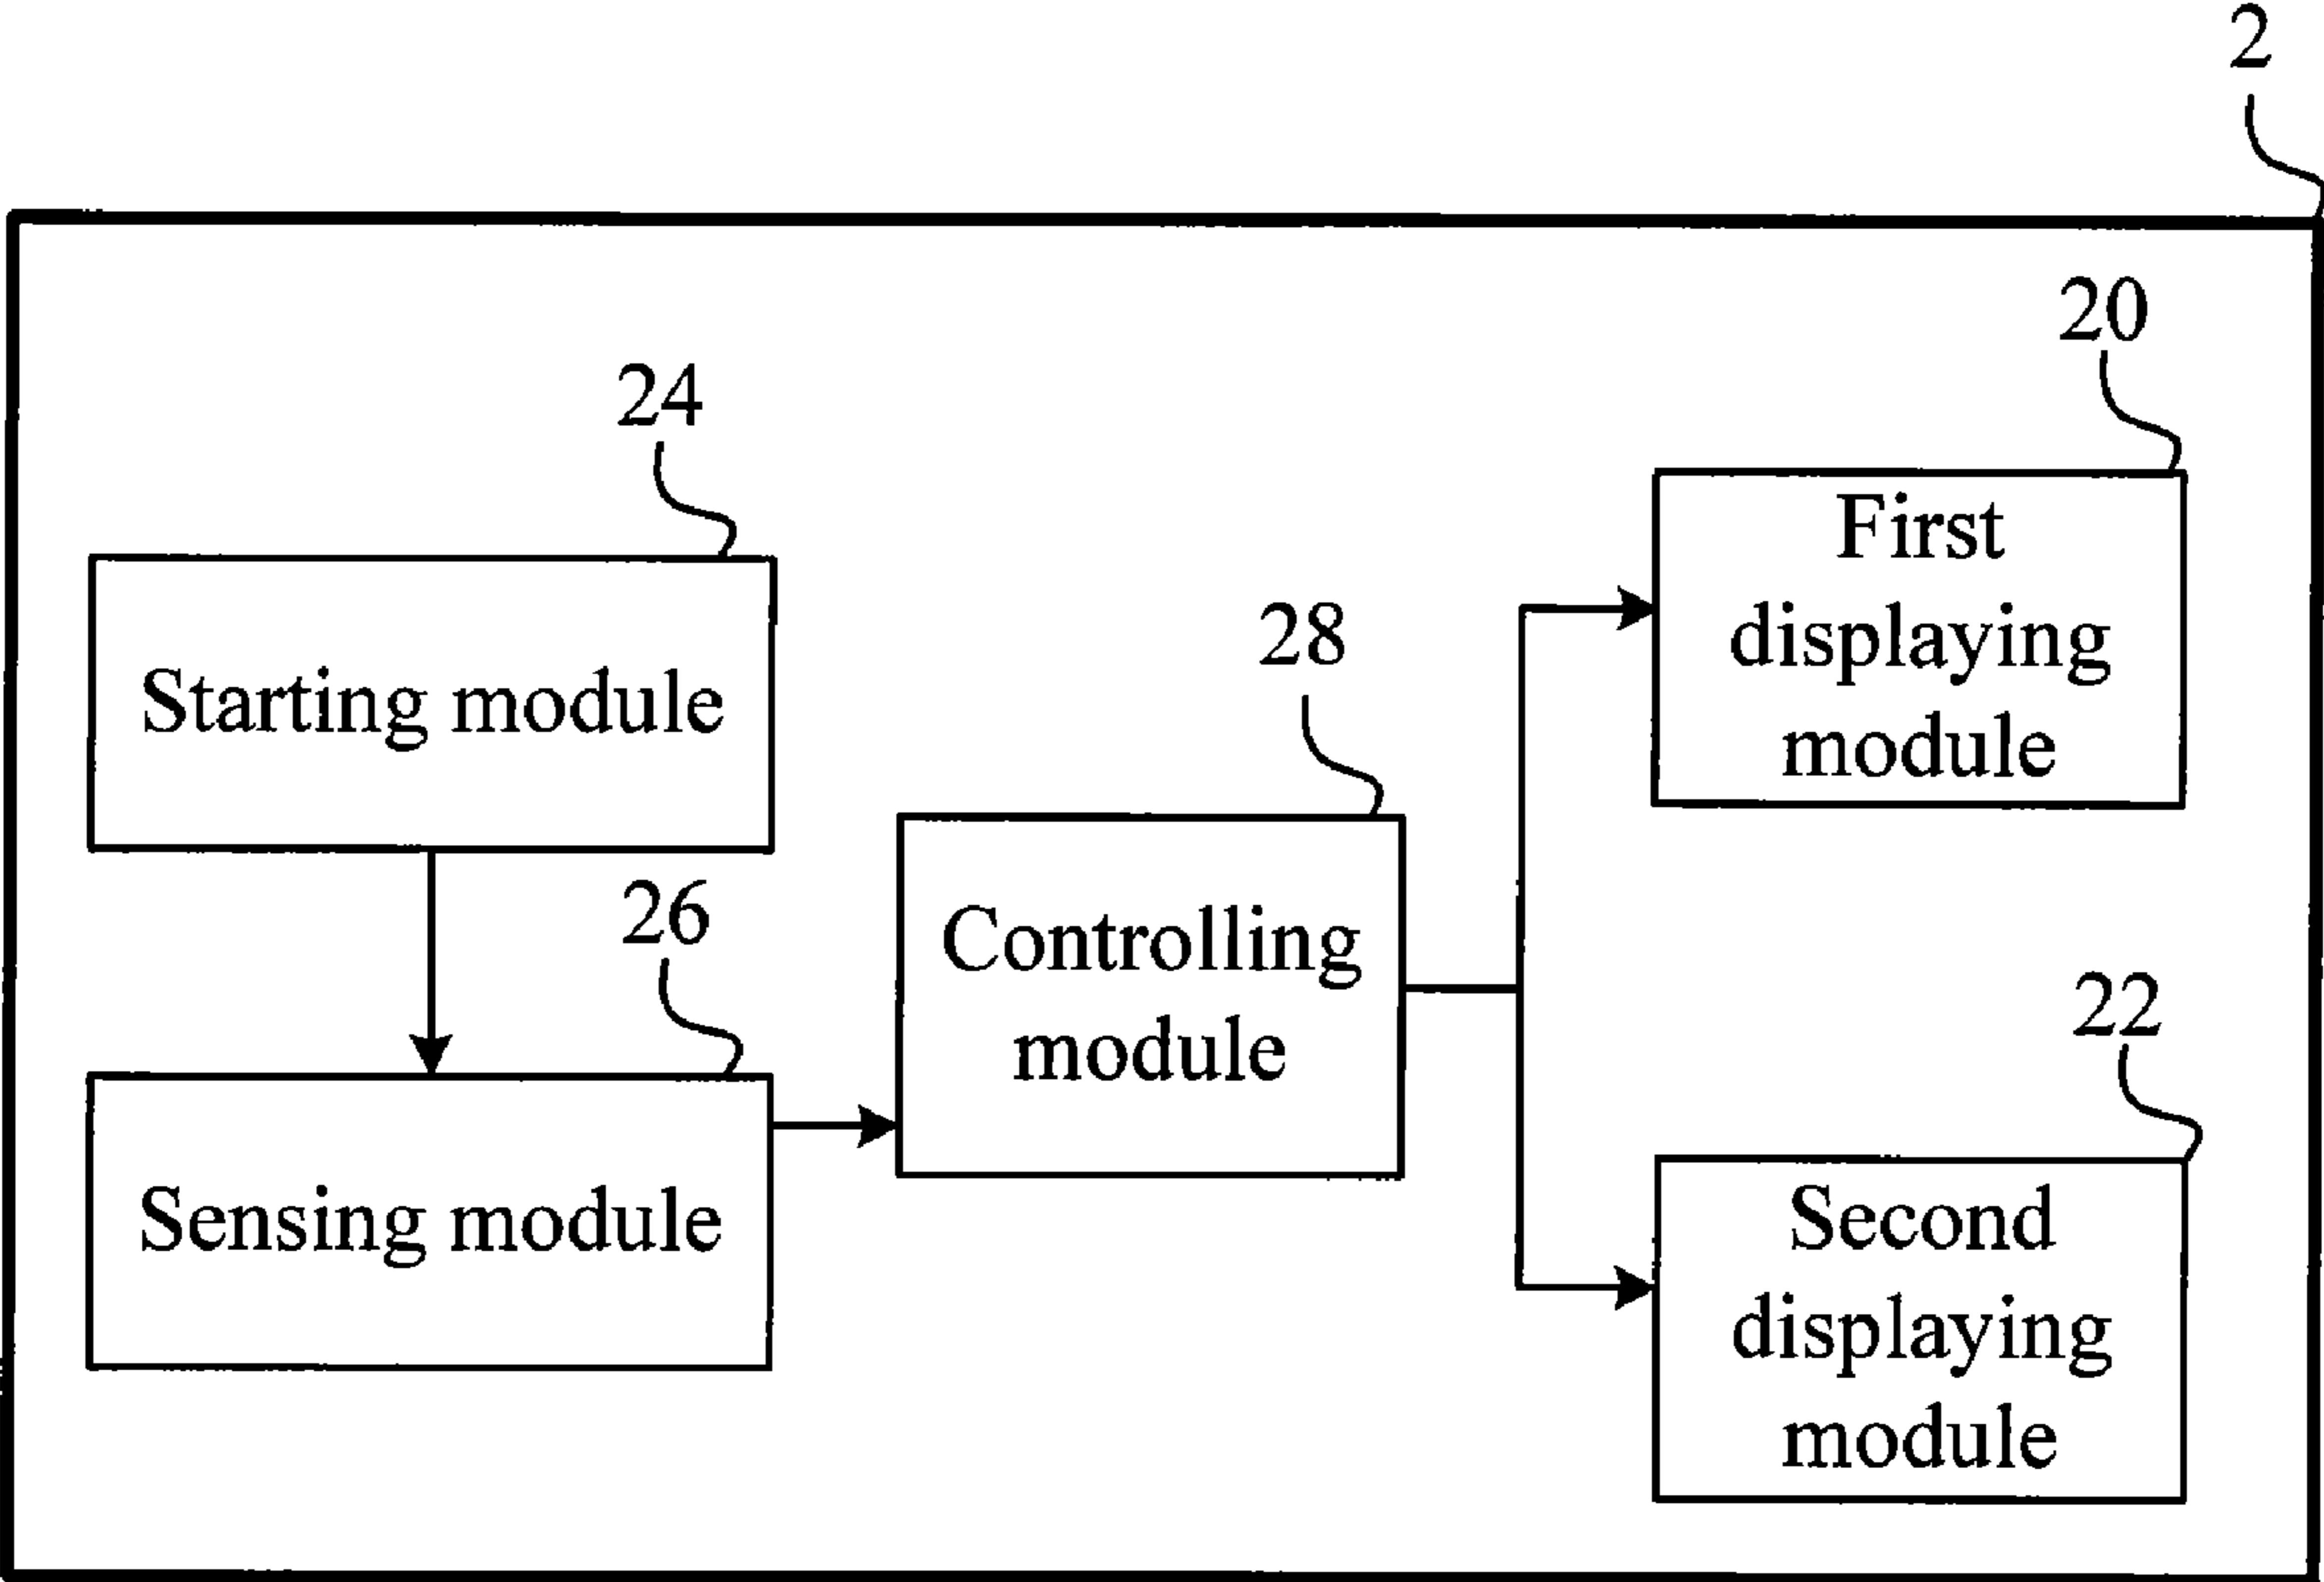 2
20
24
First
displaying
module
28
Starting module
26
Controlling
module
22
Sensing module
Second
displaying
module